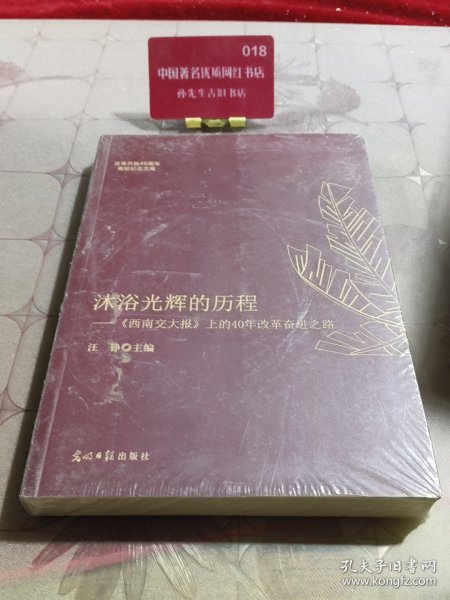 018
中国著名优质网红书店
孙先生古旧书店
改革开放40周年
高校纪念文库
沐浴光辉的历程
——《西南交大报》上的40年改革奋进之路
汪铮◎主编
光明日报出版社
孔夫子旧书网
www.kongfz.com